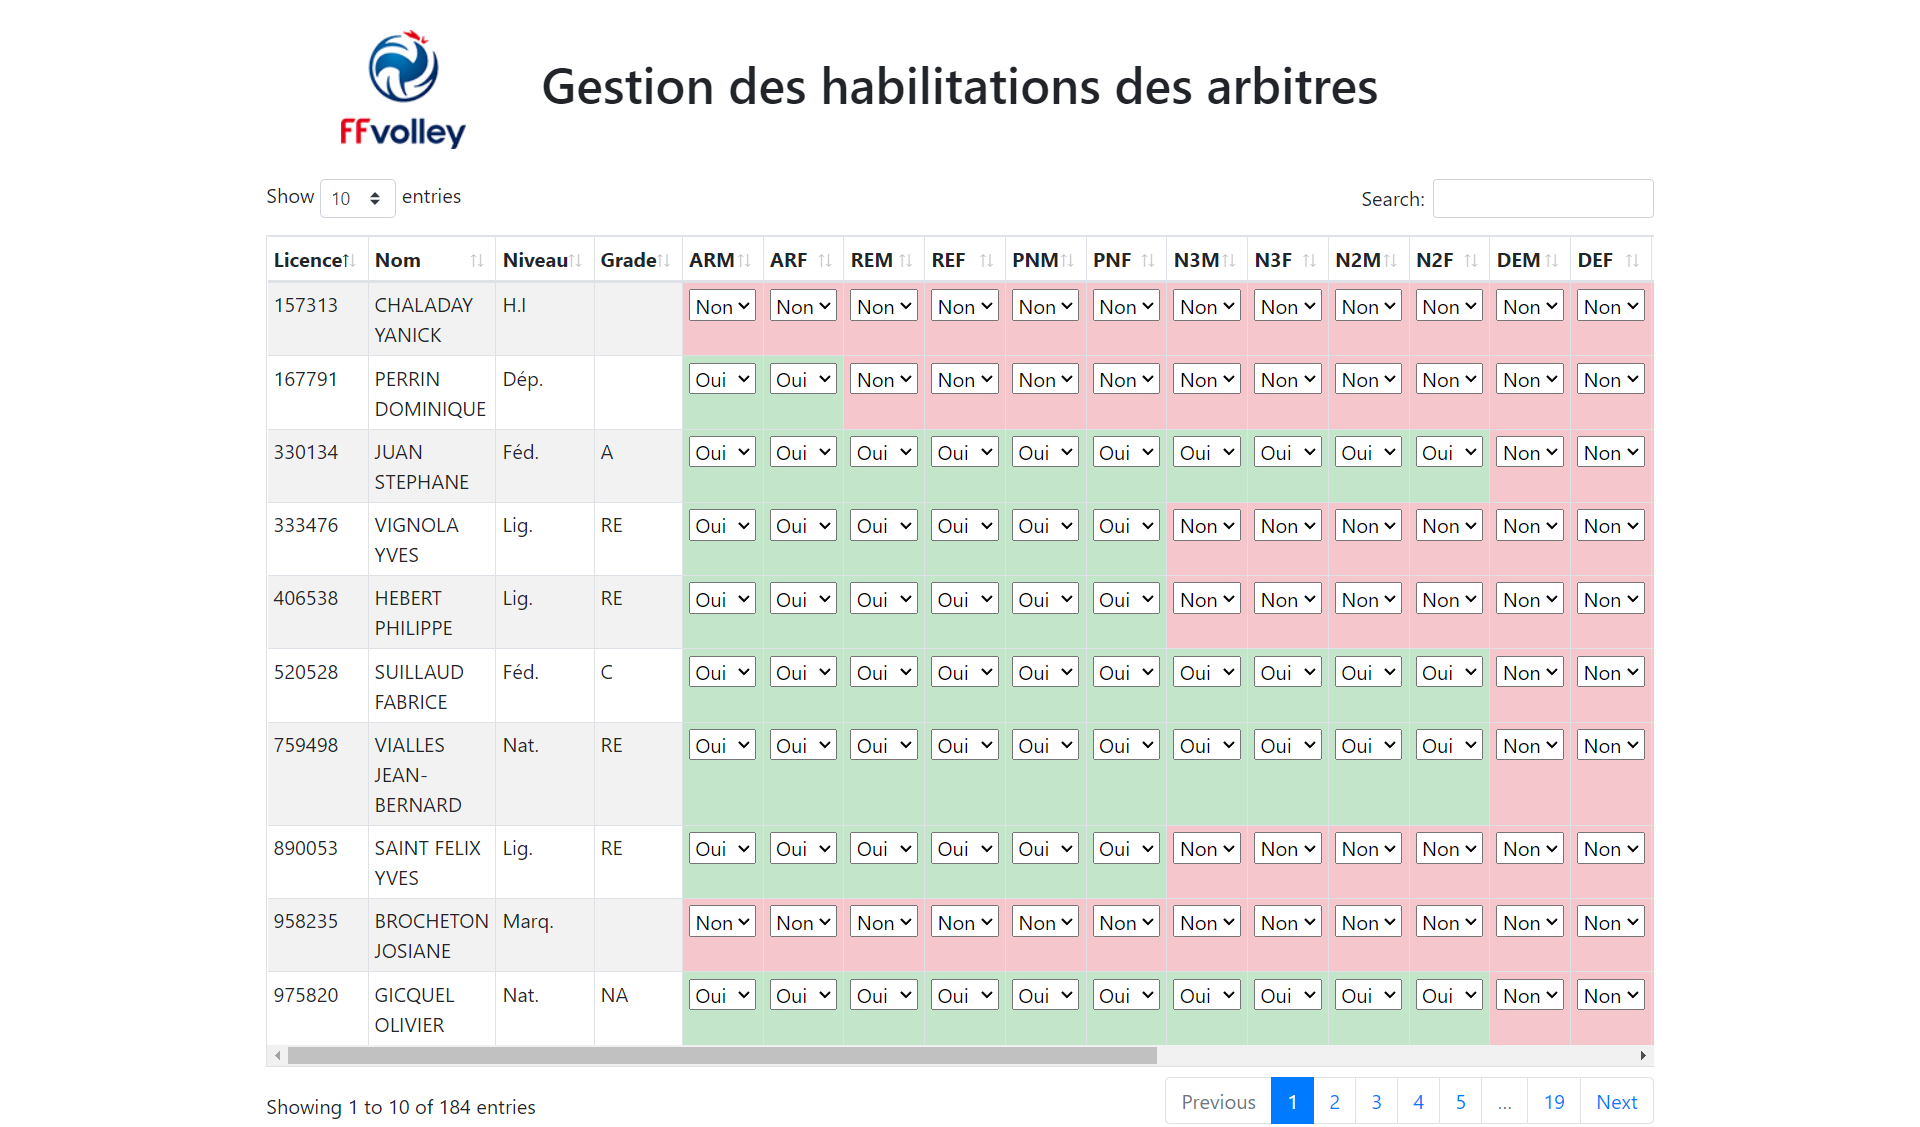 FFvolley
Gestion des habilitations des arbitres
Show 10 entries
Search:
Licence Nom Niveau Grade ARM ARF REM REF PNM PNF N3M N3F N2M N2F DEM DEF
157313 CHALADAY H.I Non Non Non Non Non Non Non Non Non Non Non Non
YANICK
167791 PERRIN Dép. Oui Oui Non Non Non Non Non Non Non Non Non Non
DOMINIQUE
330134 JUAN Féd. A Oui Oui Oui Oui Oui Oui Oui Oui Oui Oui Non Non
STEPHANE
333476 VIGNOLA Lig. RE Oui Oui Oui Oui Oui Oui Non Non Non Non Non Non
YVES
406538 HEBERT Lig. RE Oui Oui Oui Oui Oui Oui Non Non Non Non Non Non
PHILIPPE
520528 SUILLAUD Féd. C Oui Oui Oui Oui Oui Oui Oui Oui Oui Oui Non Non
FABRICE
759498 VIALLES Nat. RE Oui Oui Oui Oui Oui Oui Oui Oui Oui Oui Non Non
JEAN-
BERNARD
890053 SAINT FELIX Lig. RE Oui Oui Oui Oui Oui Oui Non Non Non Non Non Non
YVES
958235 BROCHETON Marq. Non Non Non Non Non Non Non Non Non Non Non Non
JOSIANE
975820 GICQUEL Nat. NA Oui Oui Oui Oui Oui Oui Oui Oui Oui Oui Non Non
OLIVIER
Showing 1 to 10 of 184 entries
Previous 1 2 3 4 5 ... 19 Next